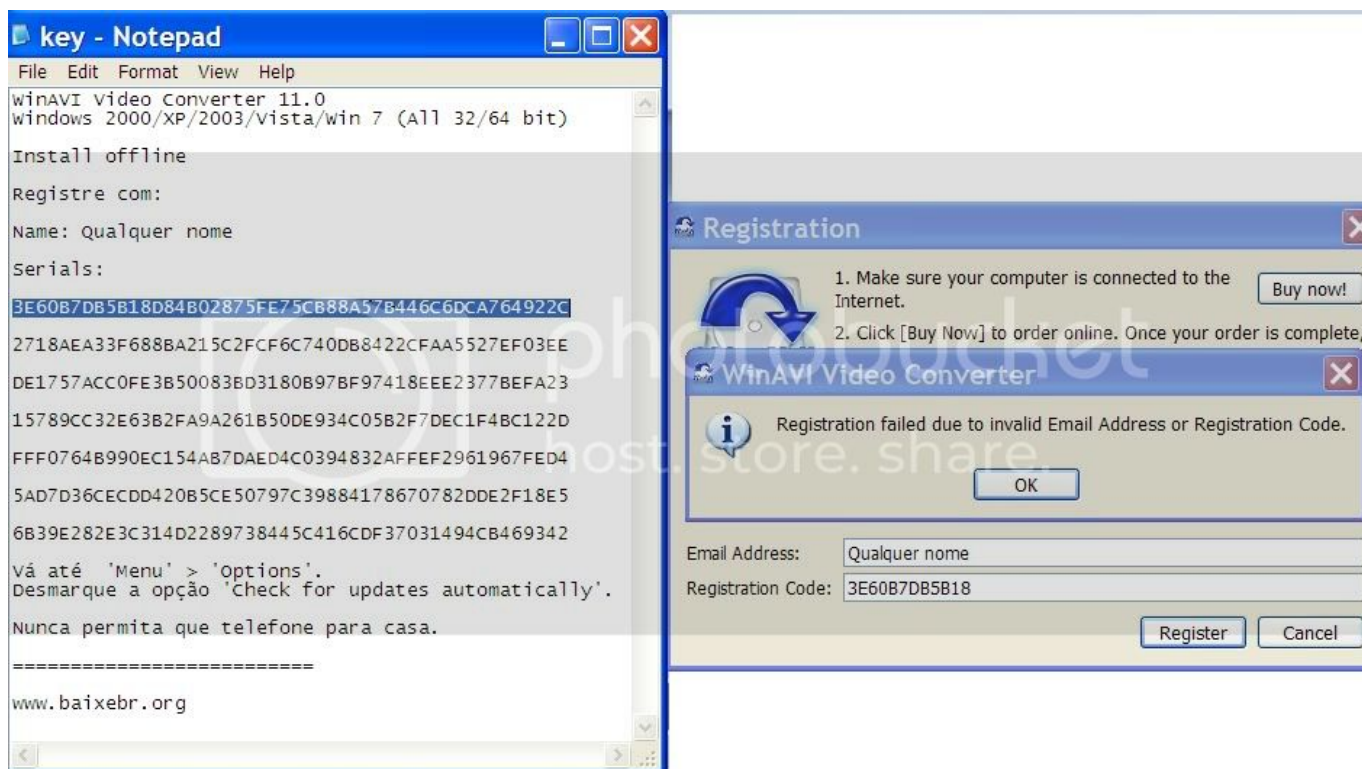 key - Notepad
File Edit Format View Help
WinAVI Video Converter 11.0
Windows 2000/XP/2003/Vista/Win 7 (All 32/64 bit)
Install offline
Registre com:
Name: Qualquer nome
Serials:
3E60B7DB5B18D84B02875FE75CB88A57B446C6DCA764922C
2718AEA33F688BA215C2FCF6C740DB8422CFAA5527EF03EE
DE1757ACC0FE3B50083BD3180B97BF97418EEE2377BEFA23
15789CC32E63B2FA9A261B50DE934C05B2F7DEC1F4BC122D
FFF0764B990EC154AB7DAED4C0394832AFFEF2961967FED4
5AD7D36CECDD420B5CE50797C39884178670782DDE2F18E5
6B39E282E3C314D2289738445C416CDF37031494CB469342
Vá até 'Menu' > 'Options'.
Desmarque a opção 'Check for updates automatically'.
Nunca permita que telefone para casa.
==========================
www.baixebr.org
Registration
1. Make sure your computer is connected to the
Internet.
Buy now!
2. Click [Buy Now] to order online. Once your order is complete,
WinAVI Video Converter
Registration failed due to invalid Email Address or Registration Code.
OK
Email Address: Qualquer nome
Registration Code: 3E60B7DB5B18
Register Cancel
photobucket
host. store. share.